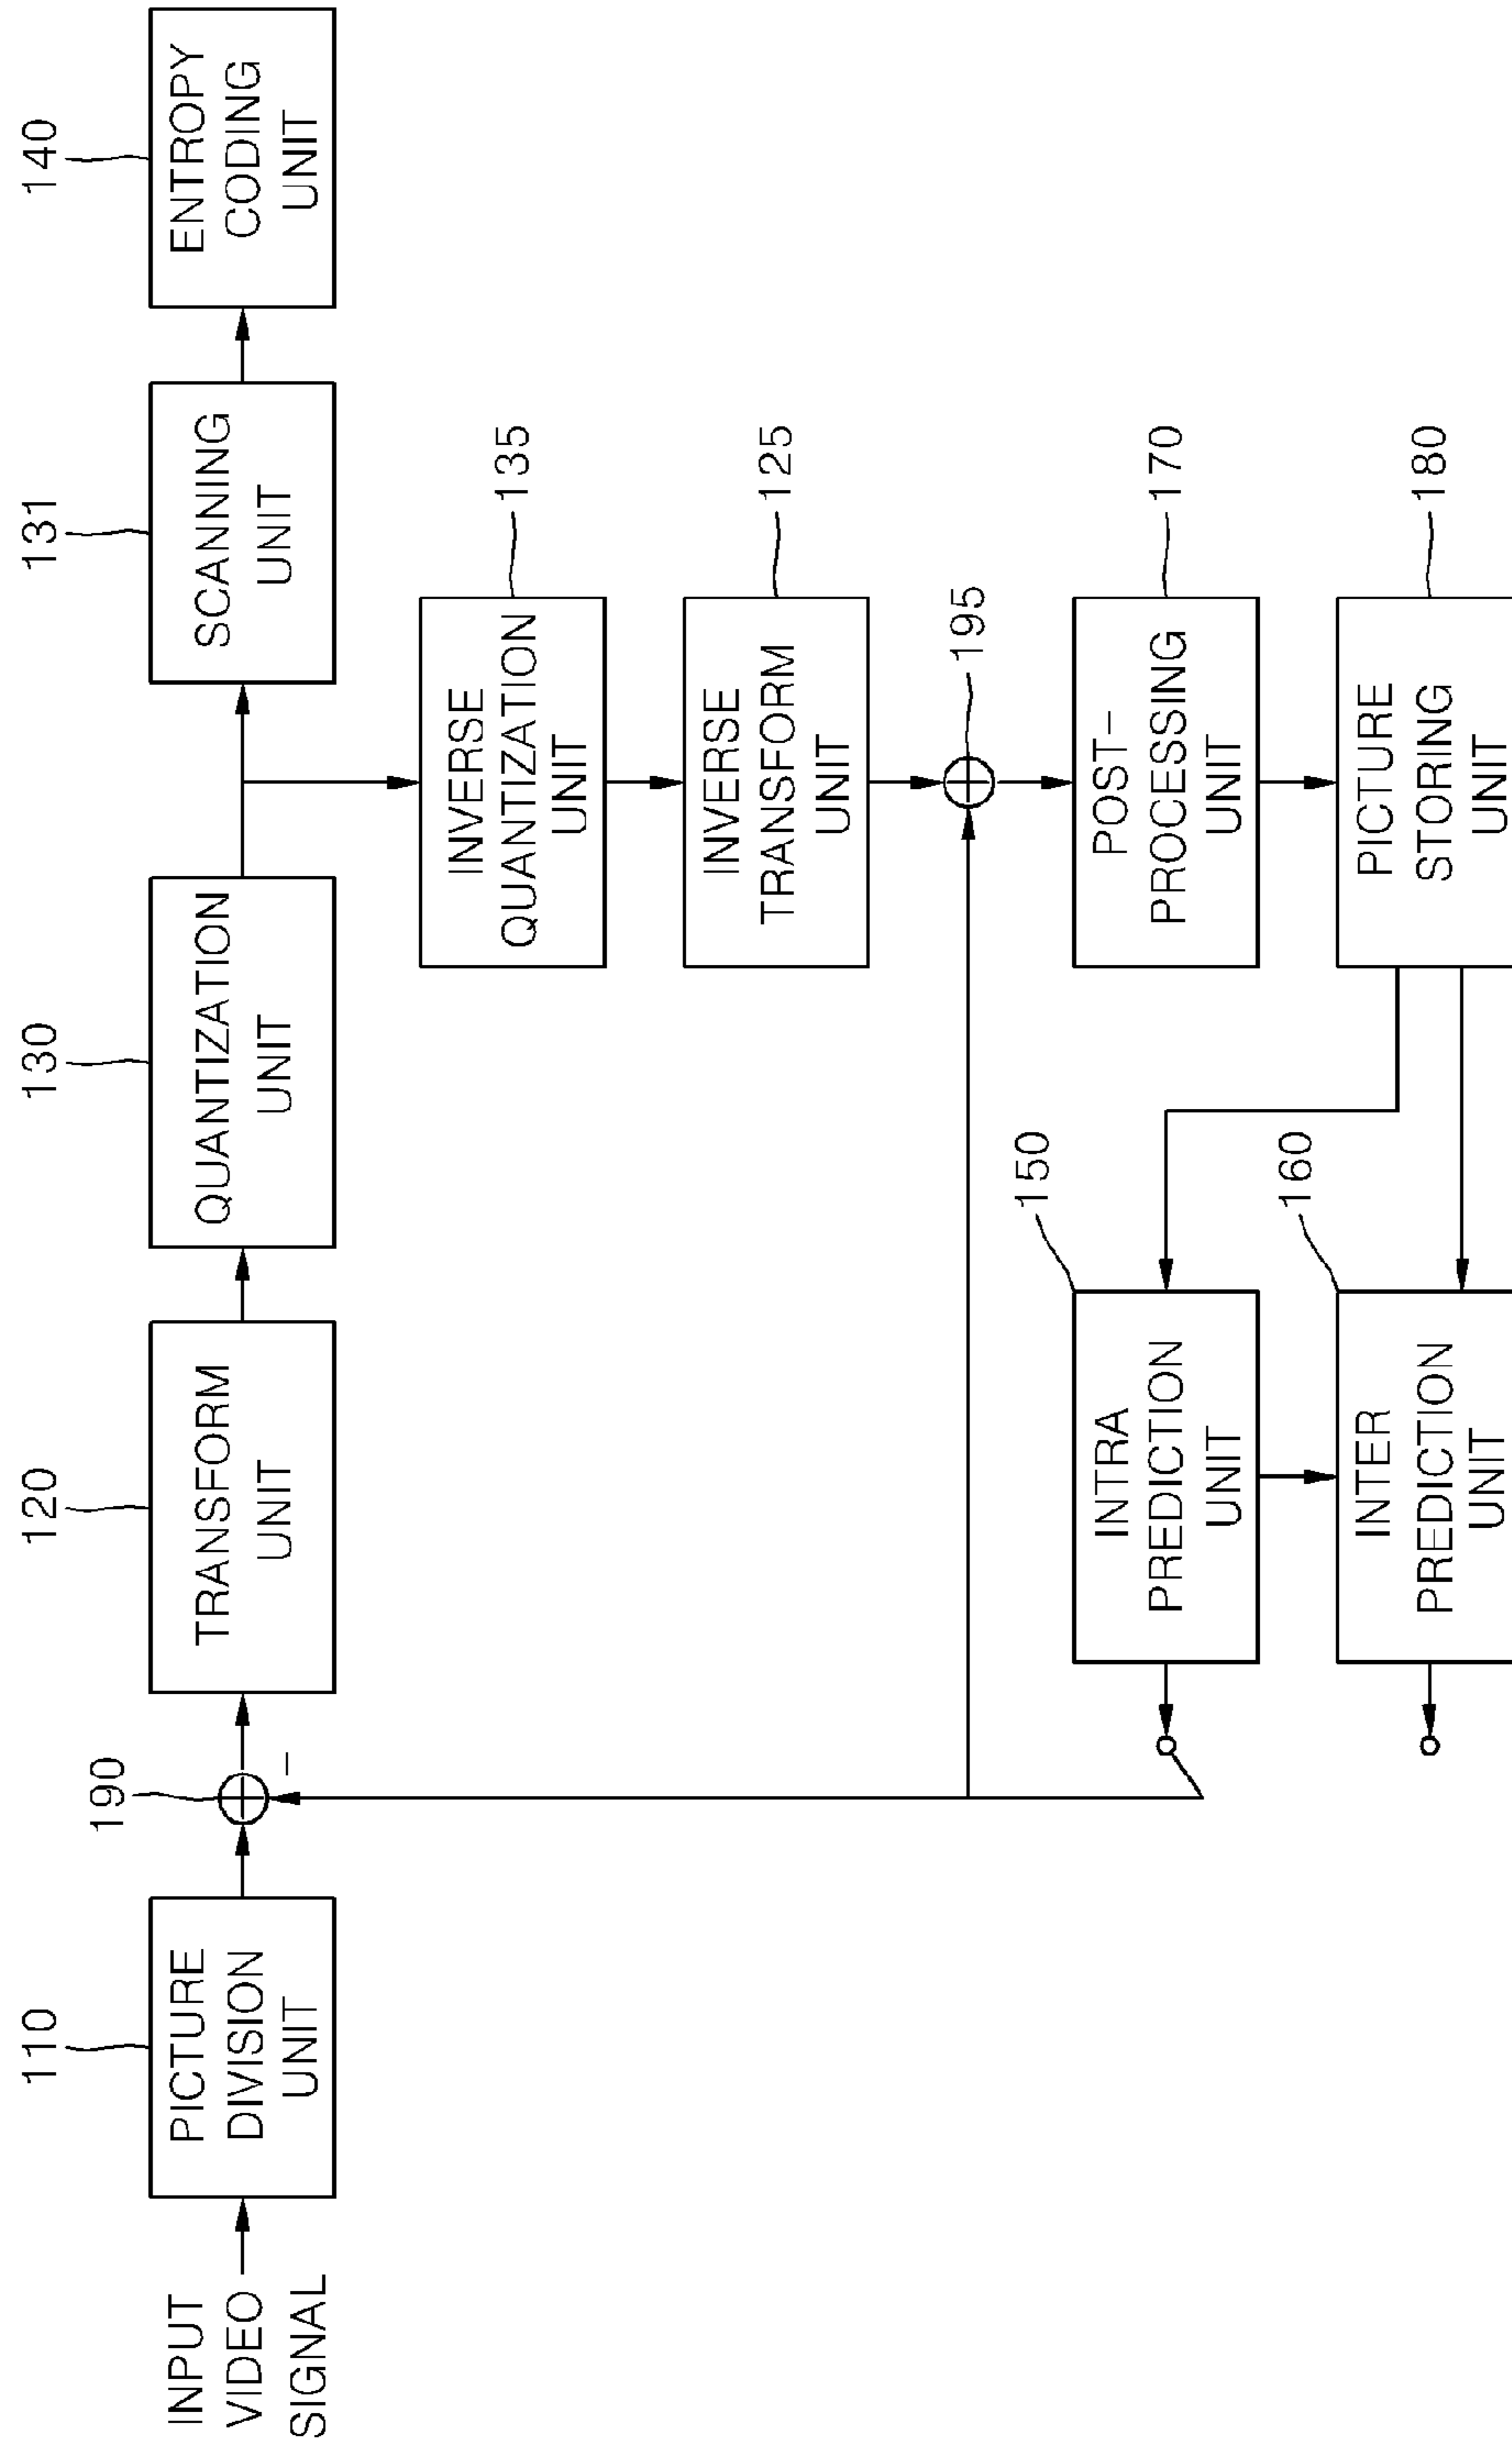 110
190
120
130
131
140
INPUT
VIDEO
SIGNAL
PICTURE
DIVISION
UNIT
–
TRANSFORM
UNIT
QUANTIZATION
UNIT
SCANNING
UNIT
ENTROPY
CODING
UNIT
INVERSE
QUANTIZATION
UNIT
135
INVERSE
TRANSFORM
UNIT
125
195
150
INTRA
PREDICTION
UNIT
POST-
PROCESSING
UNIT
170
160
INTER
PREDICTION
UNIT
PICTURE
STORING
UNIT
180